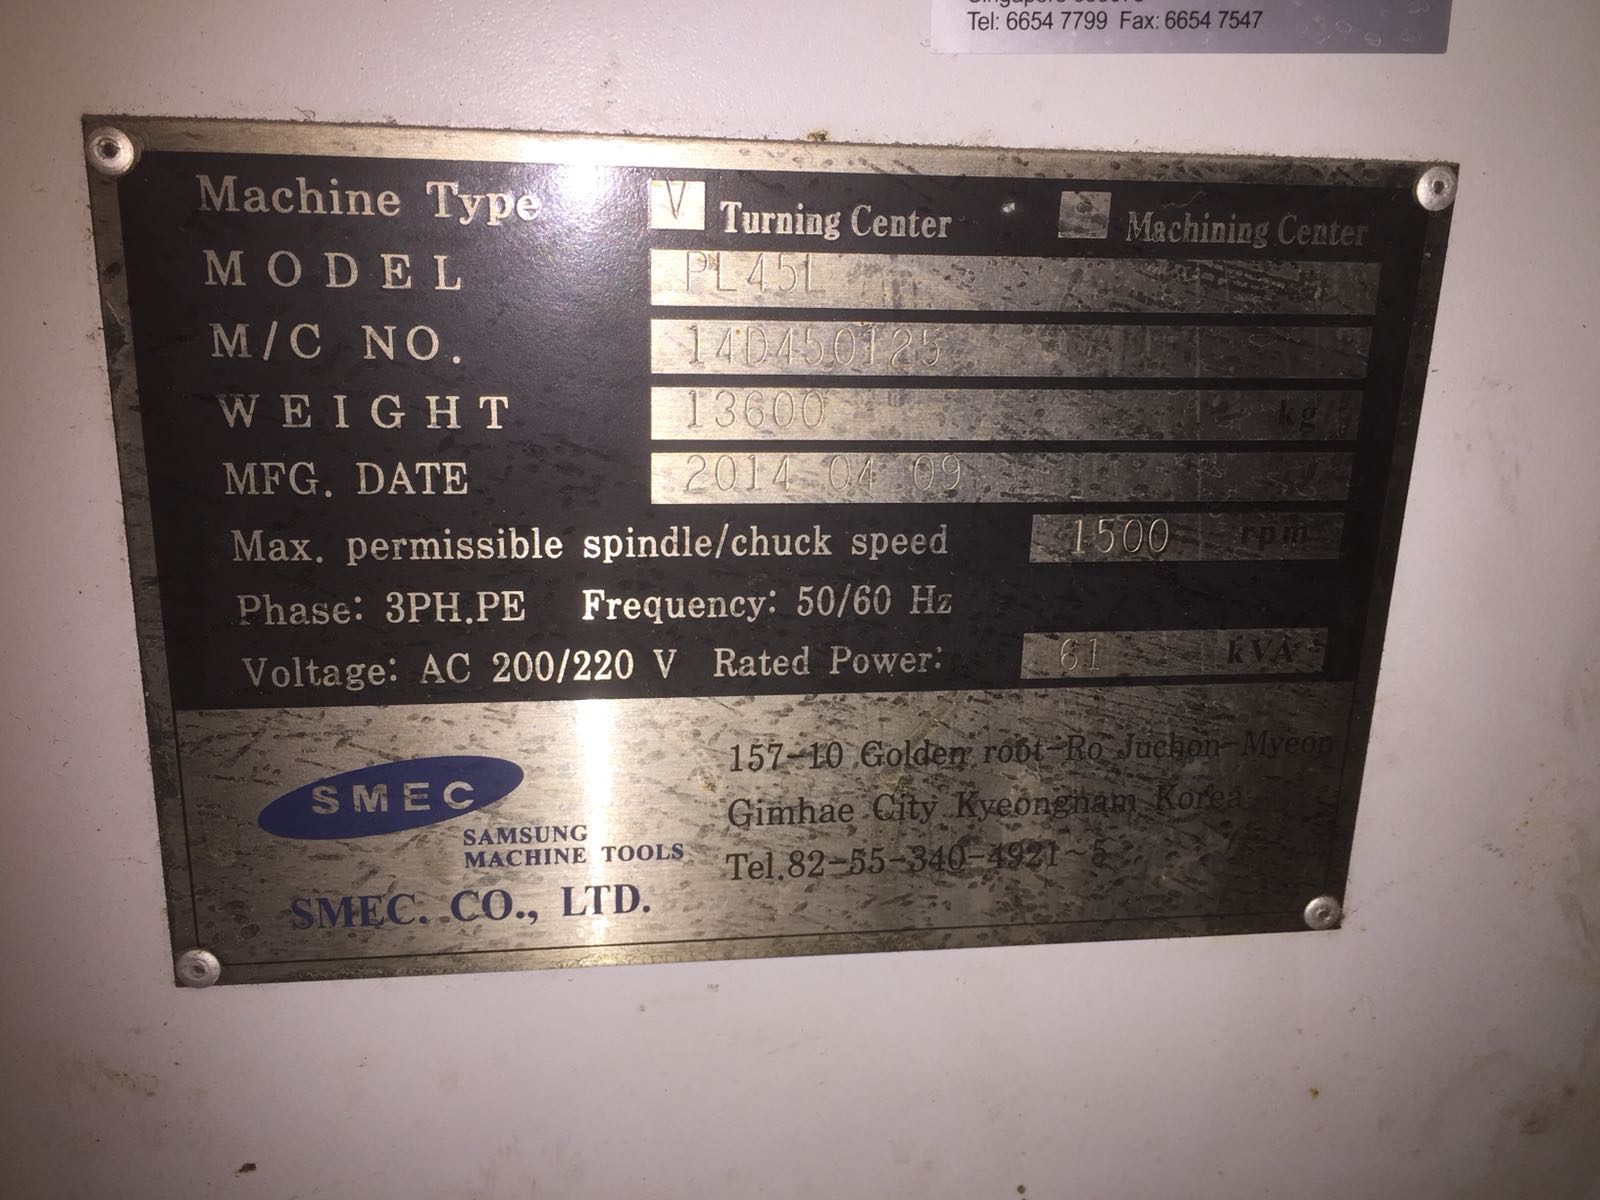 Tel: 6654 7799 Fax: 6654 7547
Machine Type V Turning Center Machining Center
MODEL PL45L
M/C NO. 14D450125
WEIGHT 13600 kg
MFG. DATE 2014 04 09
Max. permissible spindle/chuck speed 1500 rpm
Phase: 3PH.PE Frequency: 50/60 Hz
Voltage: AC 200/220 V Rated Power: 61 kVA
SMEC
SAMSUNG
MACHINE TOOLS
SMEC. CO., LTD.
157-10 Golden root-Ro Juchon-Myeon
Gimhae City Kyeongnam Korea
Tel.82-55-340-4921~5